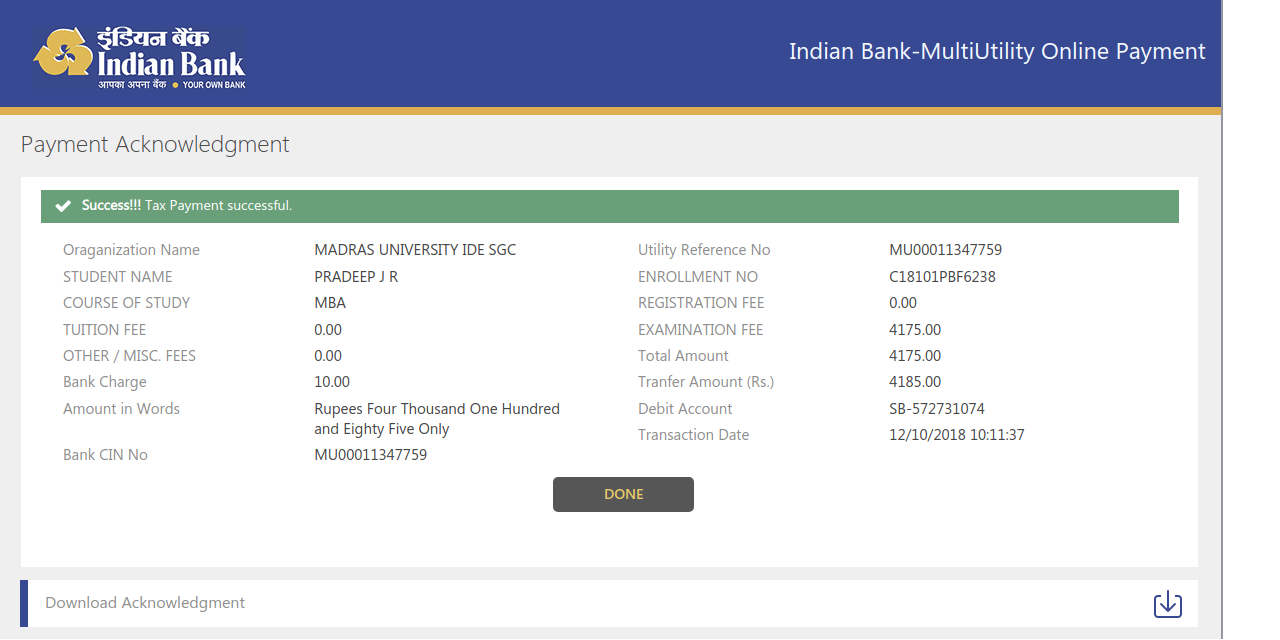 इंडियन बैंक
Indian Bank
आपका अपना बैंक • YOUR OWN BANK
Indian Bank-MultiUtility Online Payment
Payment Acknowledgment
Success!!! Tax Payment successful.
Oraganization Name MADRAS UNIVERSITY IDE SGC Utility Reference No MU00011347759
STUDENT NAME PRADEEP J R ENROLLMENT NO C18101PBF6238
COURSE OF STUDY MBA REGISTRATION FEE 0.00
TUITION FEE 0.00 EXAMINATION FEE 4175.00
OTHER / MISC. FEES 0.00 Total Amount 4175.00
Bank Charge 10.00 Tranfer Amount (Rs.) 4185.00
Amount in Words Rupees Four Thousand One Hundred Debit Account SB-572731074
and Eighty Five Only Transaction Date 12/10/2018 10:11:37
Bank CIN No MU00011347759
DONE
Download Acknowledgment